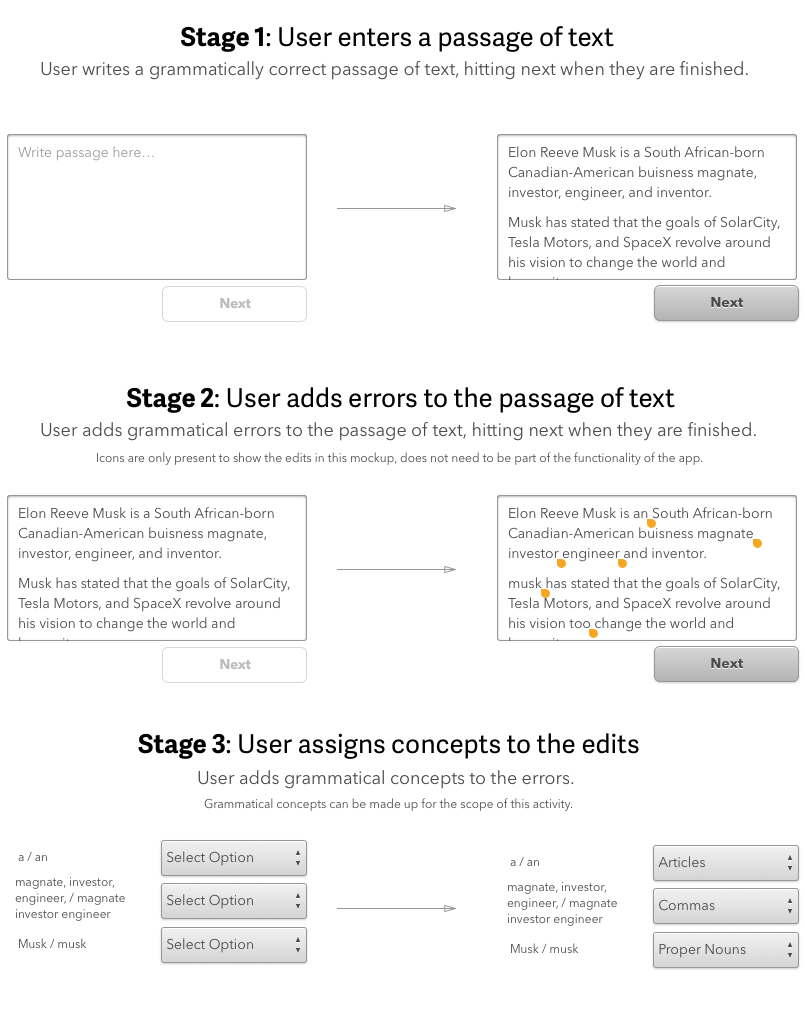 Stage 1: User enters a passage of text
User writes a grammatically correct passage of text, hitting next when they are finished.
Write passage here...
Next
Elon Reeve Musk is a South African-born
Canadian-American buisness magnate,
investor, engineer, and inventor.
Musk has stated that the goals of SolarCity,
Tesla Motors, and SpaceX revolve around
his vision to change the world and
Next
Stage 2: User adds errors to the passage of text
User adds grammatical errors to the passage of text, hitting next when they are finished.
Icons are only present to show the edits in this mockup, does not need to be part of the functionality of the app.
Elon Reeve Musk is a South African-born
Canadian-American buisness magnate,
investor, engineer, and inventor.
Musk has stated that the goals of SolarCity,
Tesla Motors, and SpaceX revolve around
his vision to change the world and
Next
Elon Reeve Musk is an South African-born
Canadian-American buisness magnate
investor engineer and inventor.
musk has stated that the goals of SolarCity,
Tesla Motors, and SpaceX revolve around
his vision too change the world and
Next
Stage 3: User assigns concepts to the edits
User adds grammatical concepts to the errors.
Grammatical concepts can be made up for the scope of this activity.
a / an
Select Option
magnate, investor,
engineer, / magnate
investor engineer
Select Option
Musk / musk
Select Option
a / an
Articles
magnate, investor,
engineer, / magnate
investor engineer
Commas
Musk / musk
Proper Nouns